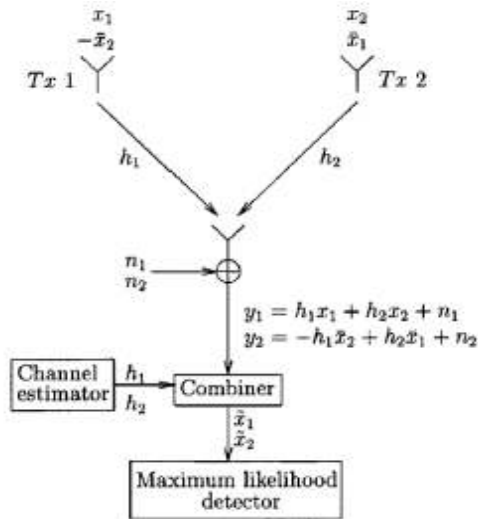 x₁ x₂
−x̄₂ x̄₁
Tx 1 Tx 2
h₁ h₂
n₁
n₂
y₁ = h₁x₁ + h₂x₂ + n₁
y₂ = −h₁x̄₂ + h₂x̄₁ + n₂
Channel
estimator
h₁
h₂
Combiner
x̃₁
x̃₂
Maximum likelihood
detector